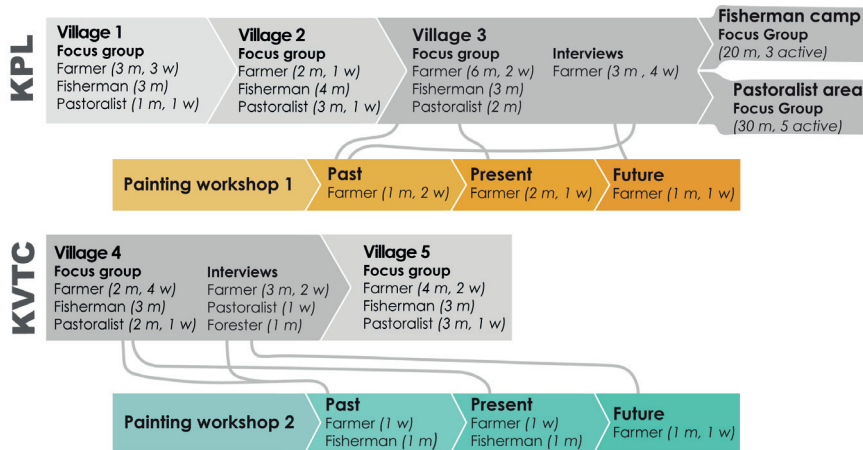 KPL
Village 1
Focus group
Farmer (3 m, 3 w)
Fisherman (3 m)
Pastoralist (1 m, 1 w)
Village 2
Focus group
Farmer (2 m, 1 w)
Fisherman (4 m)
Pastoralist (3 m, 1 w)
Village 3
Focus group
Farmer (6 m, 2 w)
Fisherman (3 m)
Pastoralist (2 m)
Interviews
Farmer (3 m , 4 w)
Fisherman camp
Focus Group
(20 m, 3 active)
Pastoralist area
Focus Group
(30 m, 5 active)
Painting workshop 1
Past
Farmer (1 m, 2 w)
Present
Farmer (2 m, 1 w)
Future
Farmer (1 m, 1 w)
KVTC
Village 4
Focus group
Farmer (2 m, 4 w)
Fisherman (3 m)
Pastoralist (2 m, 1 w)
Interviews
Farmer (3 m, 2 w)
Pastoralist (1 w)
Forester (1 m)
Village 5
Focus group
Farmer (4 m, 2 w)
Fisherman (3 m)
Pastoralist (3 m, 1 w)
Painting workshop 2
Past
Farmer (1 w)
Fisherman (1 m)
Present
Farmer (1 w)
Fisherman (1 m)
Future
Farmer (1 m, 1 w)